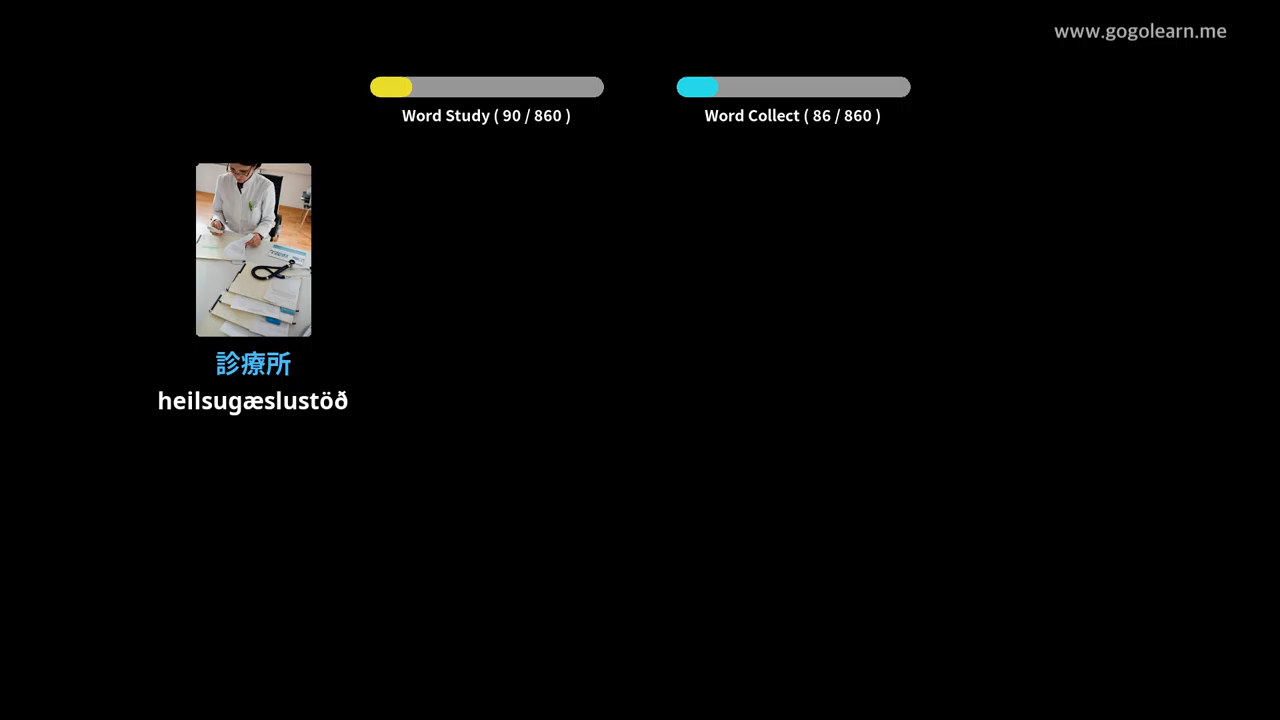 www.gogolearn.me
Word Study ( 90 / 860 )
Word Collect ( 86 / 860 )
診療所
heilsugæslustöð